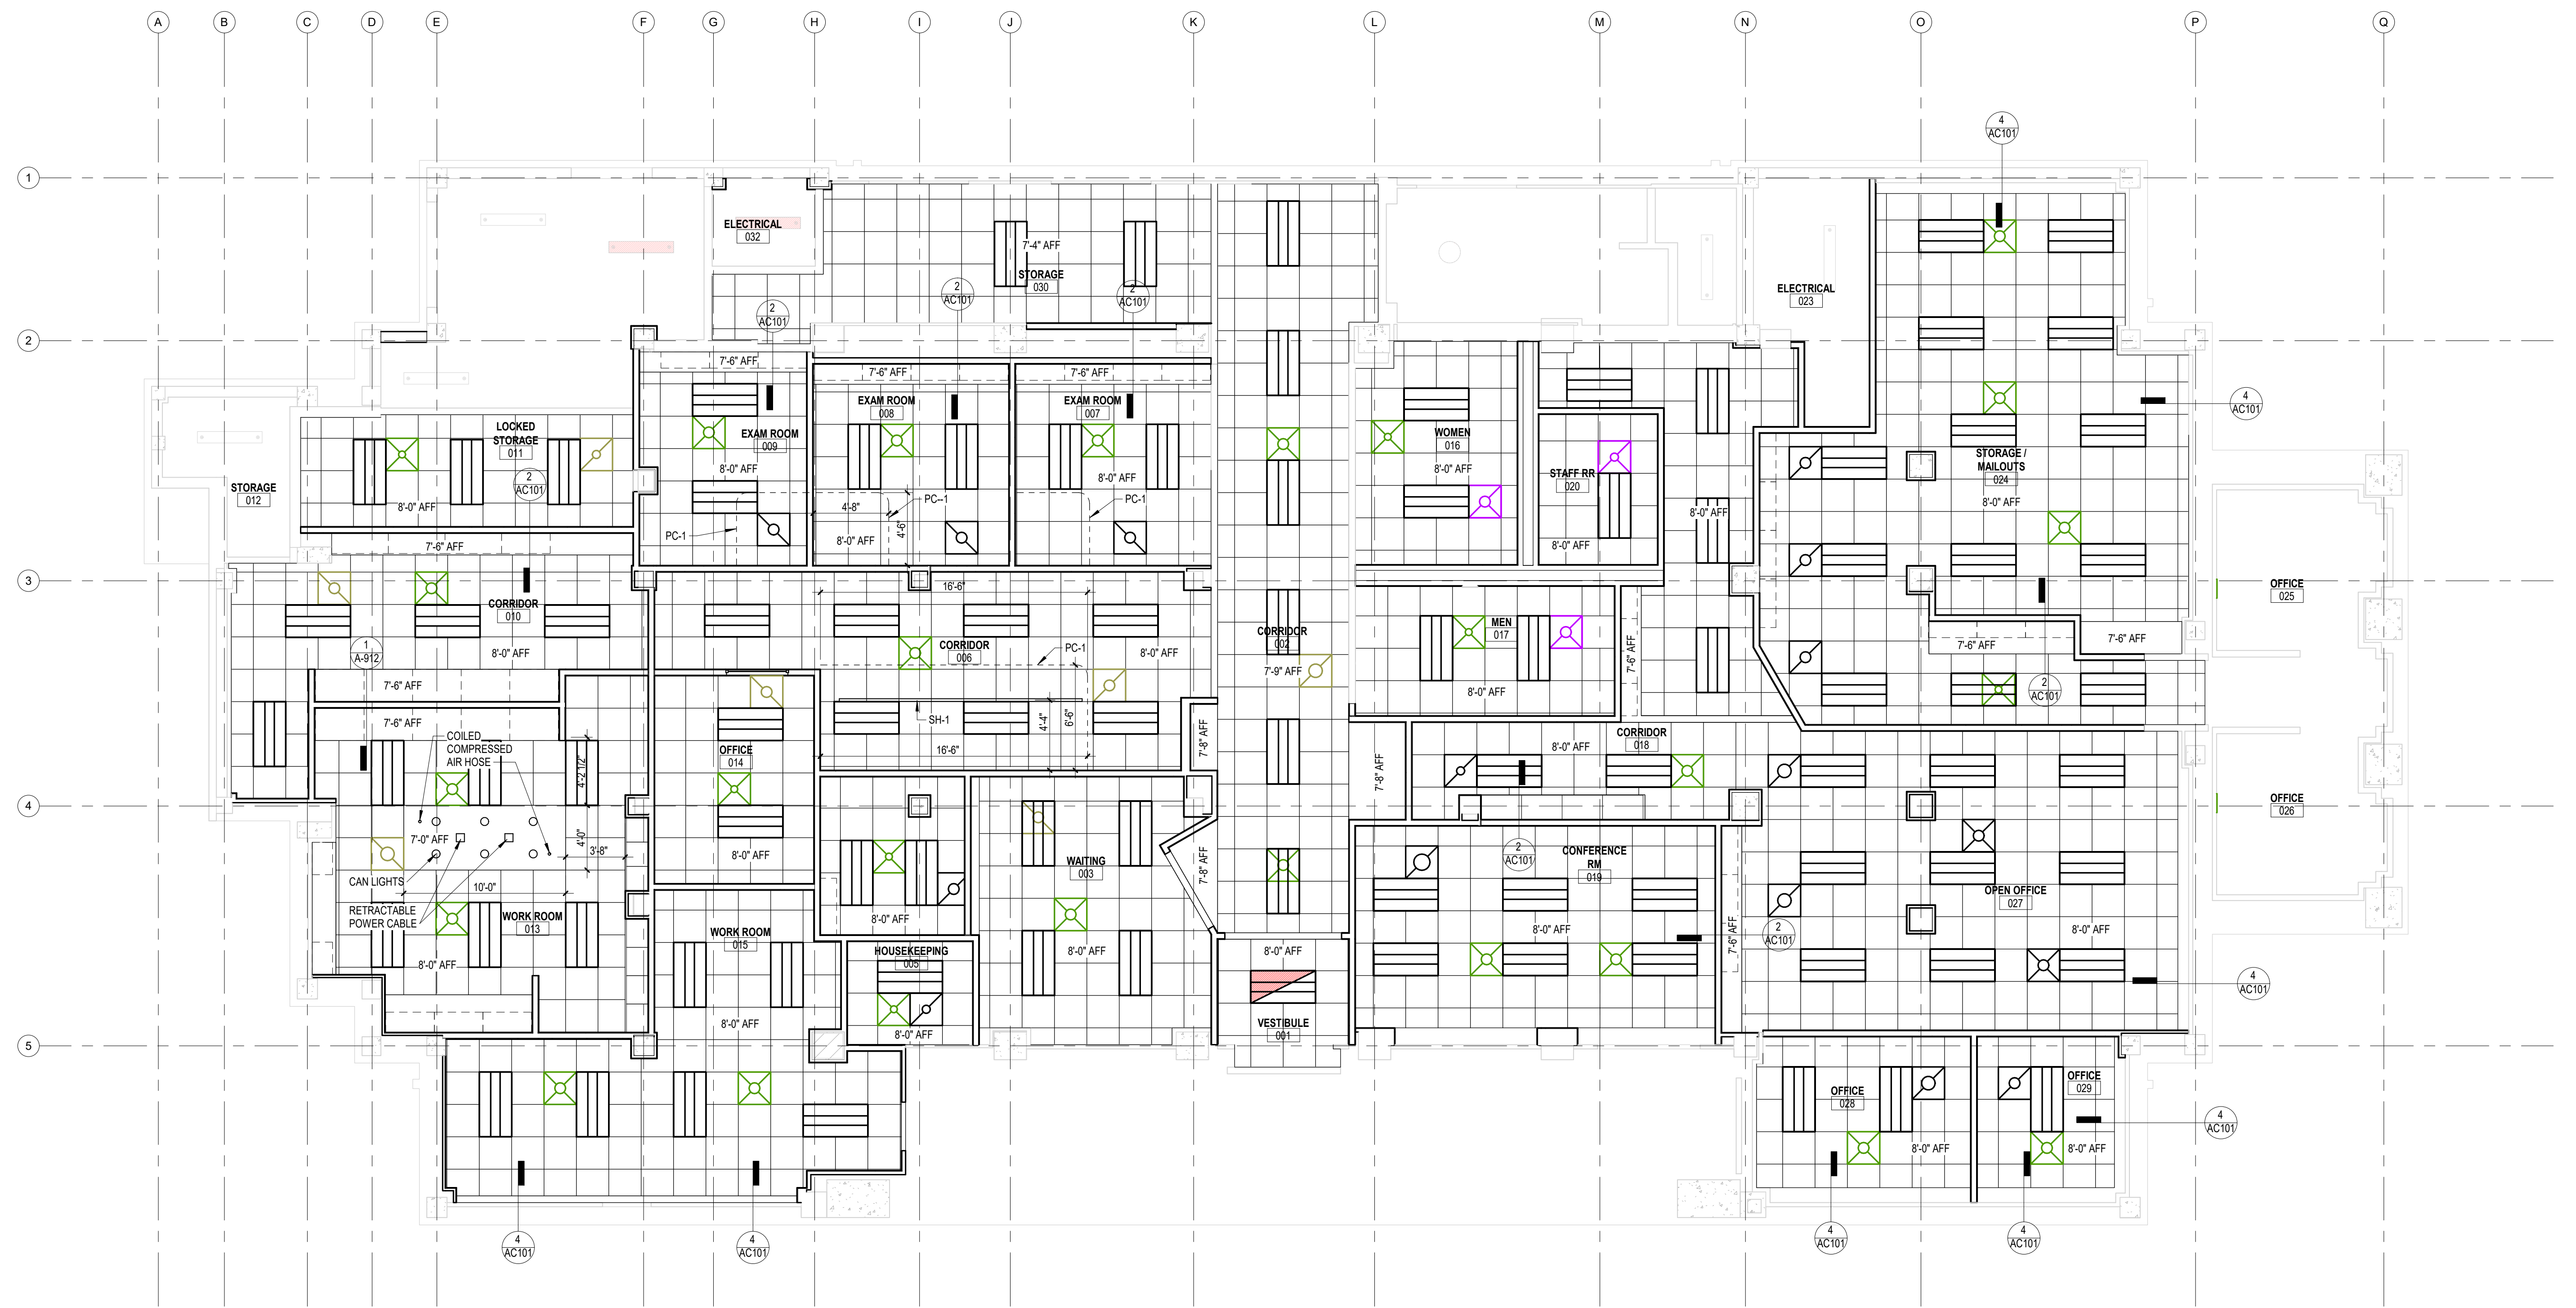 A B C D E F G H I J K L M N O P Q
4
AC101
1
ELECTRICAL
032
7'-4" AFF
STORAGE
030
ELECTRICAL
023
2
AC101
2
AC101
2
AC101
2
7'-6" AFF
7'-6" AFF
7'-6" AFF
EXAM ROOM
008
EXAM ROOM
007
4
AC101
LOCKED
STORAGE
011
EXAM ROOM
009
WOMEN
016
STORAGE /
MAILOUTS
024
8'-0" AFF
8'-0" AFF
8'-0" AFF
STAFF RR
020
2
AC101
STORAGE
012
8'-0" AFF
PC--1
PC-1
4'-8"
4'-6"
8'-0" AFF
8'-0" AFF
PC-1
8'-0" AFF
8'-0" AFF
7'-6" AFF
3
16'-6"
OFFICE
025
CORRIDOR
010
CORRIDOR
002
MEN
017
1
A-912
8'-0" AFF
CORRIDOR
006
PC-1
8'-0" AFF
7'-6" AFF
7'-6" AFF
7'-6" AFF
7'-9" AFF
7'-6" AFF
8'-0" AFF
2
AC101
7'-6" AFF
SH-1
4'-4"
6'-6"
COILED
COMPRESSED
AIR HOSE
OFFICE
014
16'-6"
7'-8" AFF
7'-8" AFF
8'-0" AFF
CORRIDOR
018
4'-2 1/2"
4
OFFICE
026
7'-0" AFF
4'-0"
3'-8"
8'-0" AFF
WAITING
003
7'-8" AFF
2
AC101
CONFERENCE
RM
019
CAN LIGHTS
10'-0"
RETRACTABLE
POWER CABLE
WORK ROOM
013
8'-0" AFF
OPEN OFFICE
027
WORK ROOM
015
8'-0" AFF
8'-0" AFF
2
AC101
7'-6" AFF
8'-0" AFF
HOUSEKEEPING
005
8'-0" AFF
8'-0" AFF
8'-0" AFF
4
AC101
8'-0" AFF
8'-0" AFF
VESTIBULE
001
5
OFFICE
028
OFFICE
029
4
AC101
8'-0" AFF
8'-0" AFF
4
AC101
4
AC101
4
AC101
4
AC101